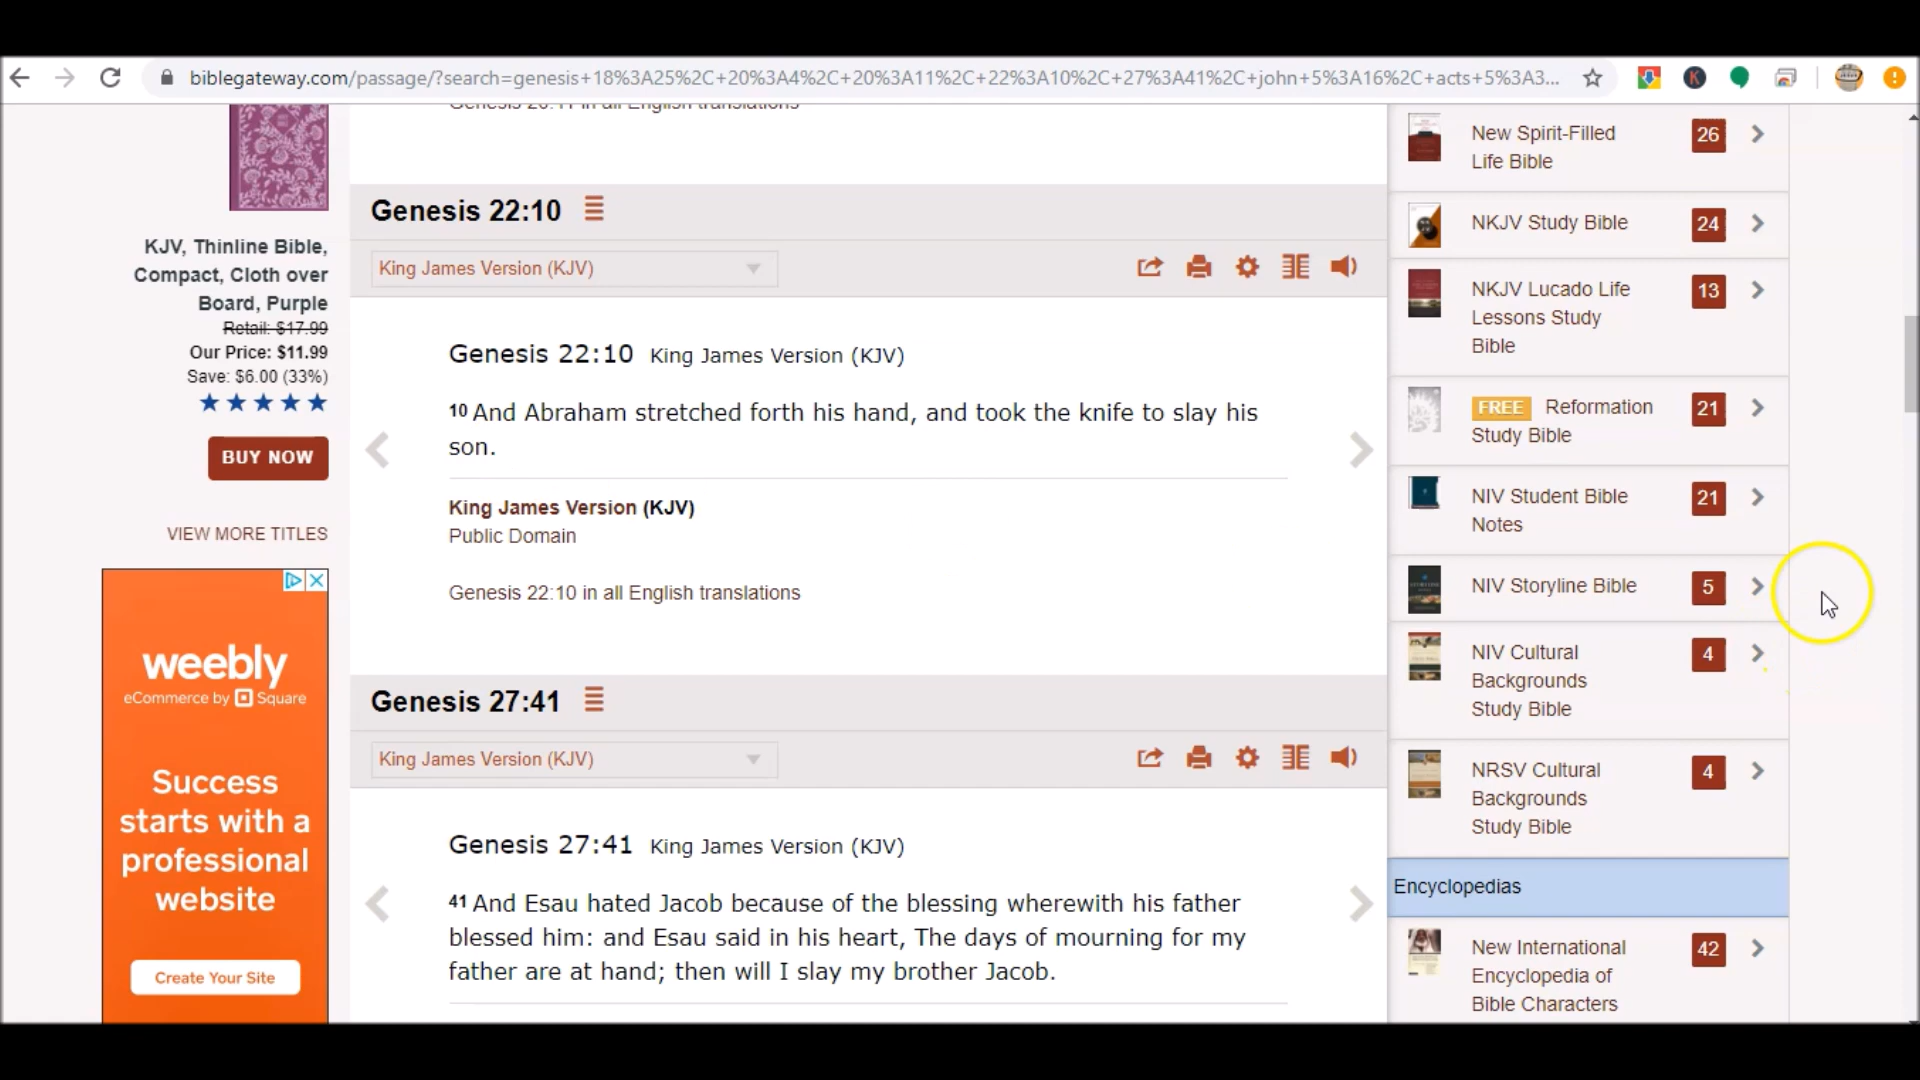 biblegateway.com/passage/?search=genesis+18%3A25%2C+20%3A4%2C+20%3A11%2C+22%3A10%2C+27%3A41%2C+john+5%3A16%2C+acts+5%3A3...
in all English translations
KJV, Thinline Bible,
Compact, Cloth over
Board, Purple
Retail: $17.99
Our Price: $11.99
Save: $6.00 (33%)
BUY NOW
VIEW MORE TITLES
weebly
eCommerce by Square
Success
starts with a
professional
website
Create Your Site
Genesis 22:10
King James Version (KJV)
Genesis 22:10 King James Version (KJV)
10 And Abraham stretched forth his hand, and took the knife to slay his
son.
King James Version (KJV)
Public Domain
Genesis 22:10 in all English translations
Genesis 27:41
King James Version (KJV)
Genesis 27:41 King James Version (KJV)
41 And Esau hated Jacob because of the blessing wherewith his father
blessed him: and Esau said in his heart, The days of mourning for my
father are at hand; then will I slay my brother Jacob.
New Spirit-Filled 26
Life Bible
NKJV Study Bible 24
NKJV Lucado Life 13
Lessons Study
Bible
FREE Reformation 21
Study Bible
NIV Student Bible 21
Notes
NIV Storyline Bible 5
NIV Cultural 4
Backgrounds
Study Bible
NRSV Cultural 4
Backgrounds
Study Bible
Encyclopedias
New International 42
Encyclopedia of
Bible Characters